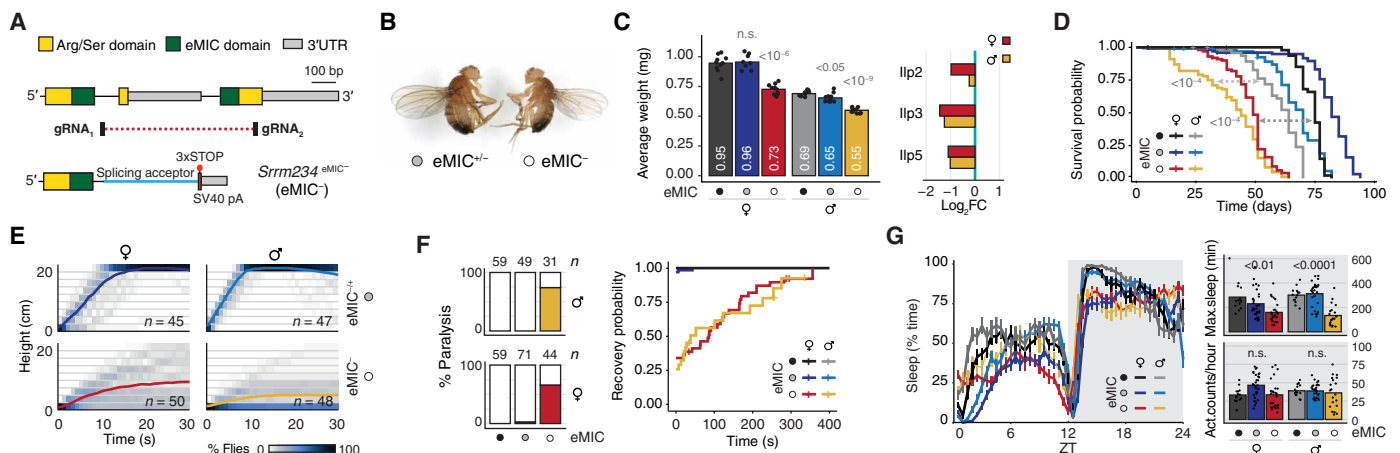 A
Arg/Ser domain
eMIC domain
3′UTR
100 bp
5′
3′
gRNA1
gRNA2
3xSTOP
Splicing acceptor
5′
SV40 pA
Srrm234 eMIC−
(eMIC−)
B
eMIC+/−
eMIC−
C
Average weight (mg)
1.00
0.75
0.50
0.25
0.00
n.s.
<10−6
<0.05
<10−9
0.95
0.96
0.73
0.69
0.65
0.55
eMIC
♀
♂
♀
♂
Ilp2
Ilp3
Ilp5
−2
−1
0
1
Log2FC
D
Survival probability
1.00
0.75
0.50
0.25
0.00
<10−4
<10−4
♀ ♂
eMIC
0
25
50
75
100
Time (days)
E
♀
♂
Height (cm)
20
0
20
0
n = 45
n = 47
n = 50
n = 48
eMIC−/+
eMIC−
0 10 20 30
0 10 20 30
Time (s)
% Flies 0
100
F
% Paralysis
59 49 31 n
100
0
♂
59 71 44 n
100
0
♀
eMIC
Recovery probability
1.00
0.75
0.50
0.25
0.00
♀ ♂
eMIC
0 100 200 300 400
Time (s)
G
Sleep (% time)
100
75
50
25
0
♀ ♂
eMIC
0
6
12
18
24
ZT
Max.sleep (min)
<0.01
<0.0001
600
400
200
0
Act.counts/hour
n.s.
n.s.
100
75
50
25
0
eMIC
♀
♂